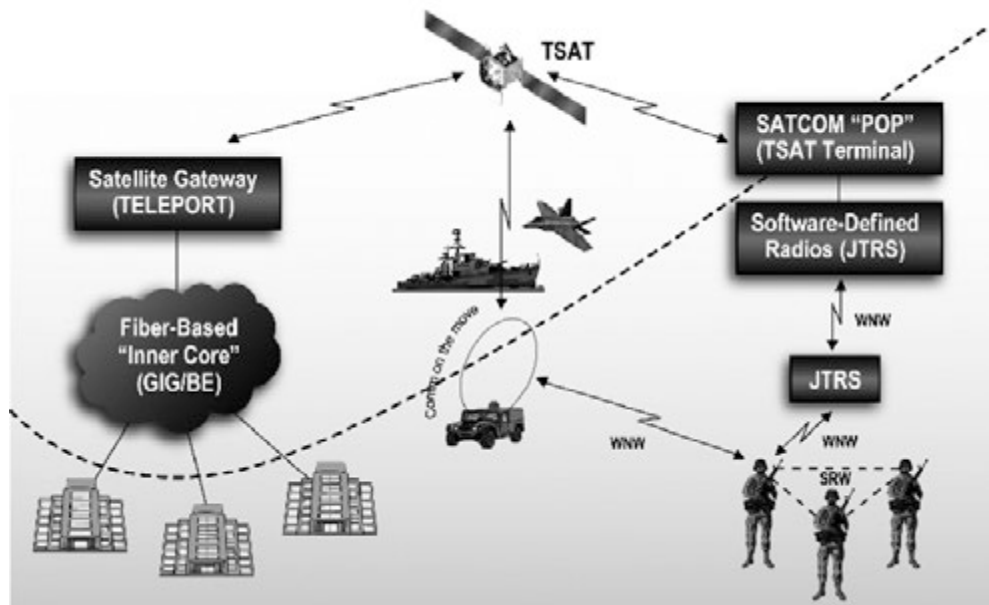 TSAT
SATCOM “POP”
(TSAT Terminal)
Satellite Gateway
(TELEPORT)
Software-Defined
Radios (JTRS)
Fiber-Based
“Inner Core”
(GIG/BE)
Comm on the move
WNW
JTRS
WNW
WNW
SRW